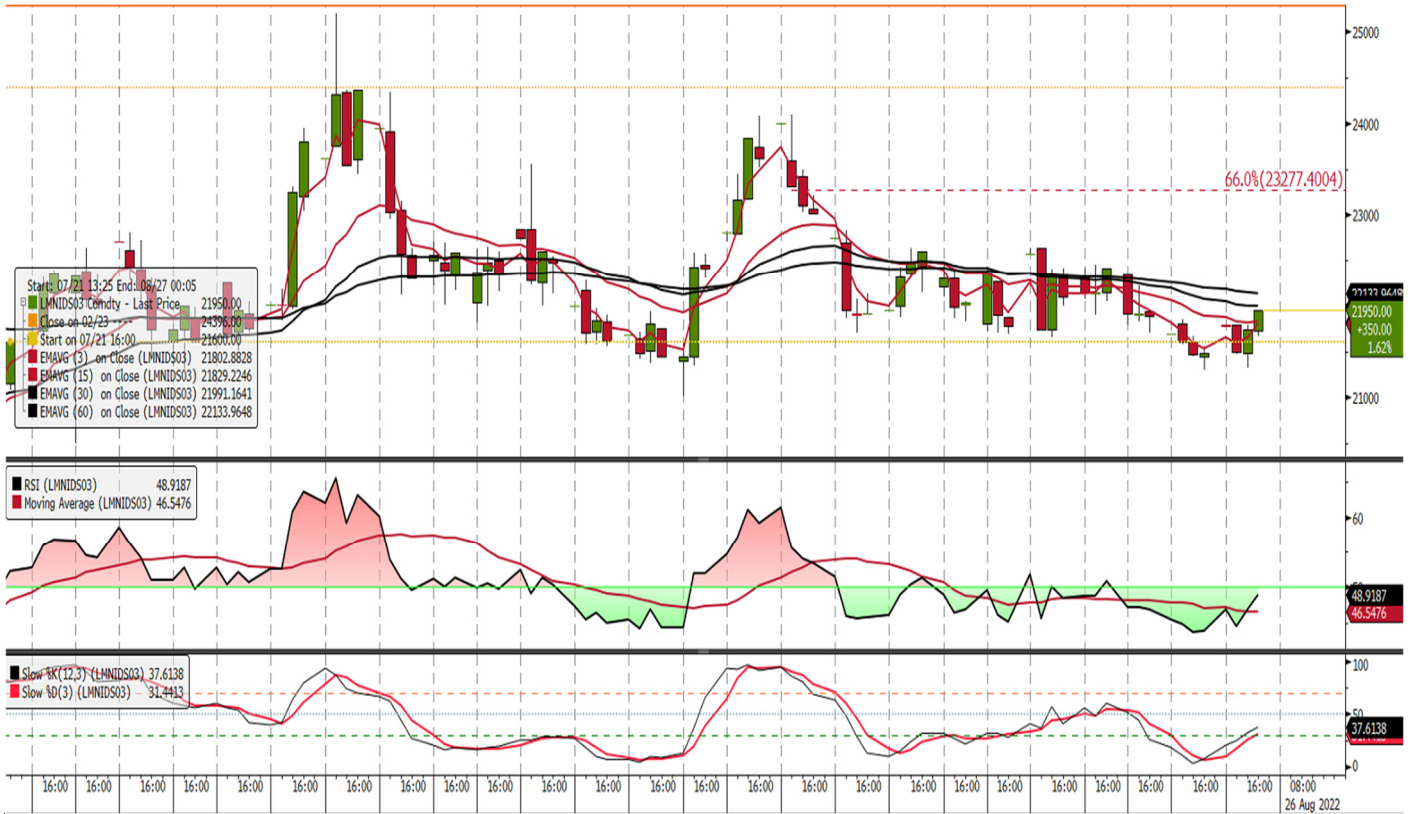 25000
24000
66.0%(23277.4004)
23000
Start: 07/21 13:25 End: 08/27 00:05
LMNIDS03 Comdty - Last Price 21950.00
Close on 02/23 ---- 24396.00
Start on 07/21 16:00 21600.00
EMAVG (3) on Close (LMNIDS03) 21802.8828
EMAVG (15) on Close (LMNIDS03) 21829.2246
EMAVG (30) on Close (LMNIDS03) 21991.1641
EMAVG (60) on Close (LMNIDS03) 22133.9648
22133.9648
21950.00
+350.00
1.62%
21000
RSI (LMNIDS03) 48.9187
Moving Average (LMNIDS03) 46.5476
60
48.9187
46.5476
Slow %K(12,3) (LMNIDS03) 37.6138
Slow %D(3) (LMNIDS03) 31.4413
100
50
37.6138
0
16:00 16:00 16:00 16:00 16:00 16:00 16:00 16:00 16:00 16:00 16:00 16:00 16:00 16:00 16:00 16:00 16:00 16:00 16:00 16:00 16:00 16:00 16:00 16:00 16:00 08:00
26 Aug 2022